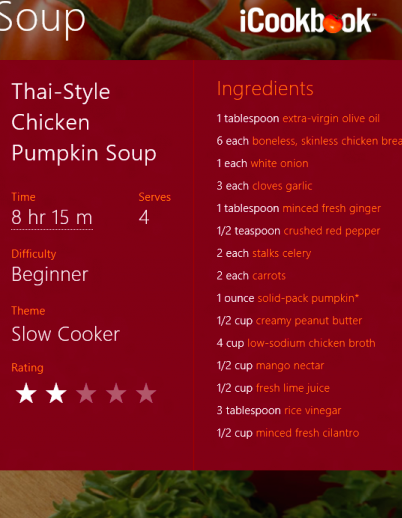 Soup
iCookbook™
Thai-Style
Chicken
Pumpkin Soup
Time
8 hr 15 m
Serves
4
Difficulty
Beginner
Theme
Slow Cooker
Rating
Ingredients
1 tablespoon extra-virgin olive oil
6 each boneless, skinless chicken brea
1 each white onion
3 each cloves garlic
1 tablespoon minced fresh ginger
1/2 teaspoon crushed red pepper
2 each stalks celery
2 each carrots
1 ounce solid-pack pumpkin*
1/2 cup creamy peanut butter
4 cup low-sodium chicken broth
1/2 cup mango nectar
1/2 cup fresh lime juice
3 tablespoon rice vinegar
1/2 cup minced fresh cilantro